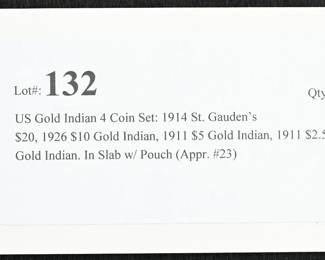 Lot#: 132
Qty
US Gold Indian 4 Coin Set: 1914 St. Gauden's
$20, 1926 $10 Gold Indian, 1911 $5 Gold Indian, 1911 $2.5
Gold Indian. In Slab w/ Pouch (Appr. #23)